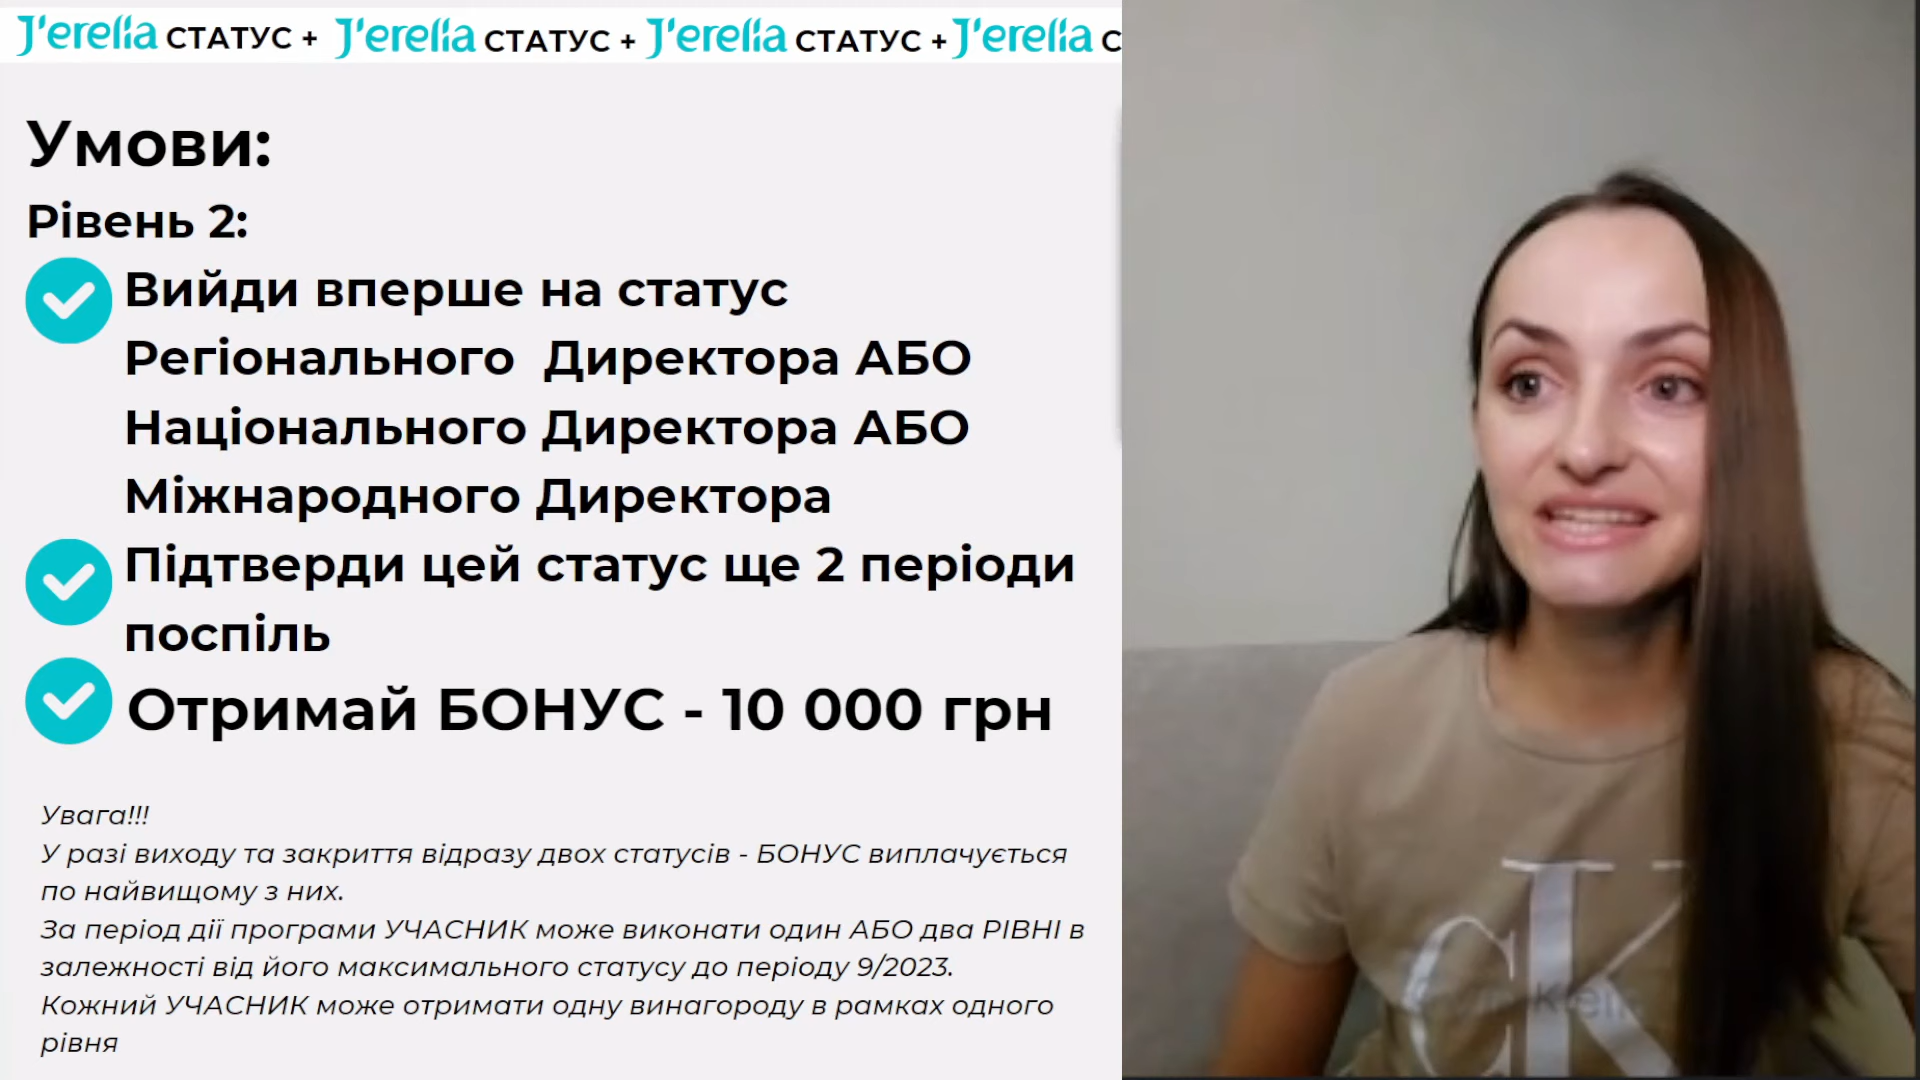 J'erelia СТАТУС + J'erelia СТАТУС + J'erelia СТАТУС + J'erelia С
Умови:
Рівень 2:
Вийди вперше на статус
Регіонального Директора АБО
Національного Директора АБО
Міжнародного Директора
Підтверди цей статус ще 2 періоди
поспіль
Отримай БОНУС - 10 000 грн
Увага!!!
У разі виходу та закриття відразу двох статусів - БОНУС виплачується
по найвищому з них.
За період дії програми УЧАСНИК може виконати один АБО два РІВНІ в
залежності від його максимального статусу до періоду 9/2023.
Кожний УЧАСНИК може отримати одну винагороду в рамках одного
рівня
CK